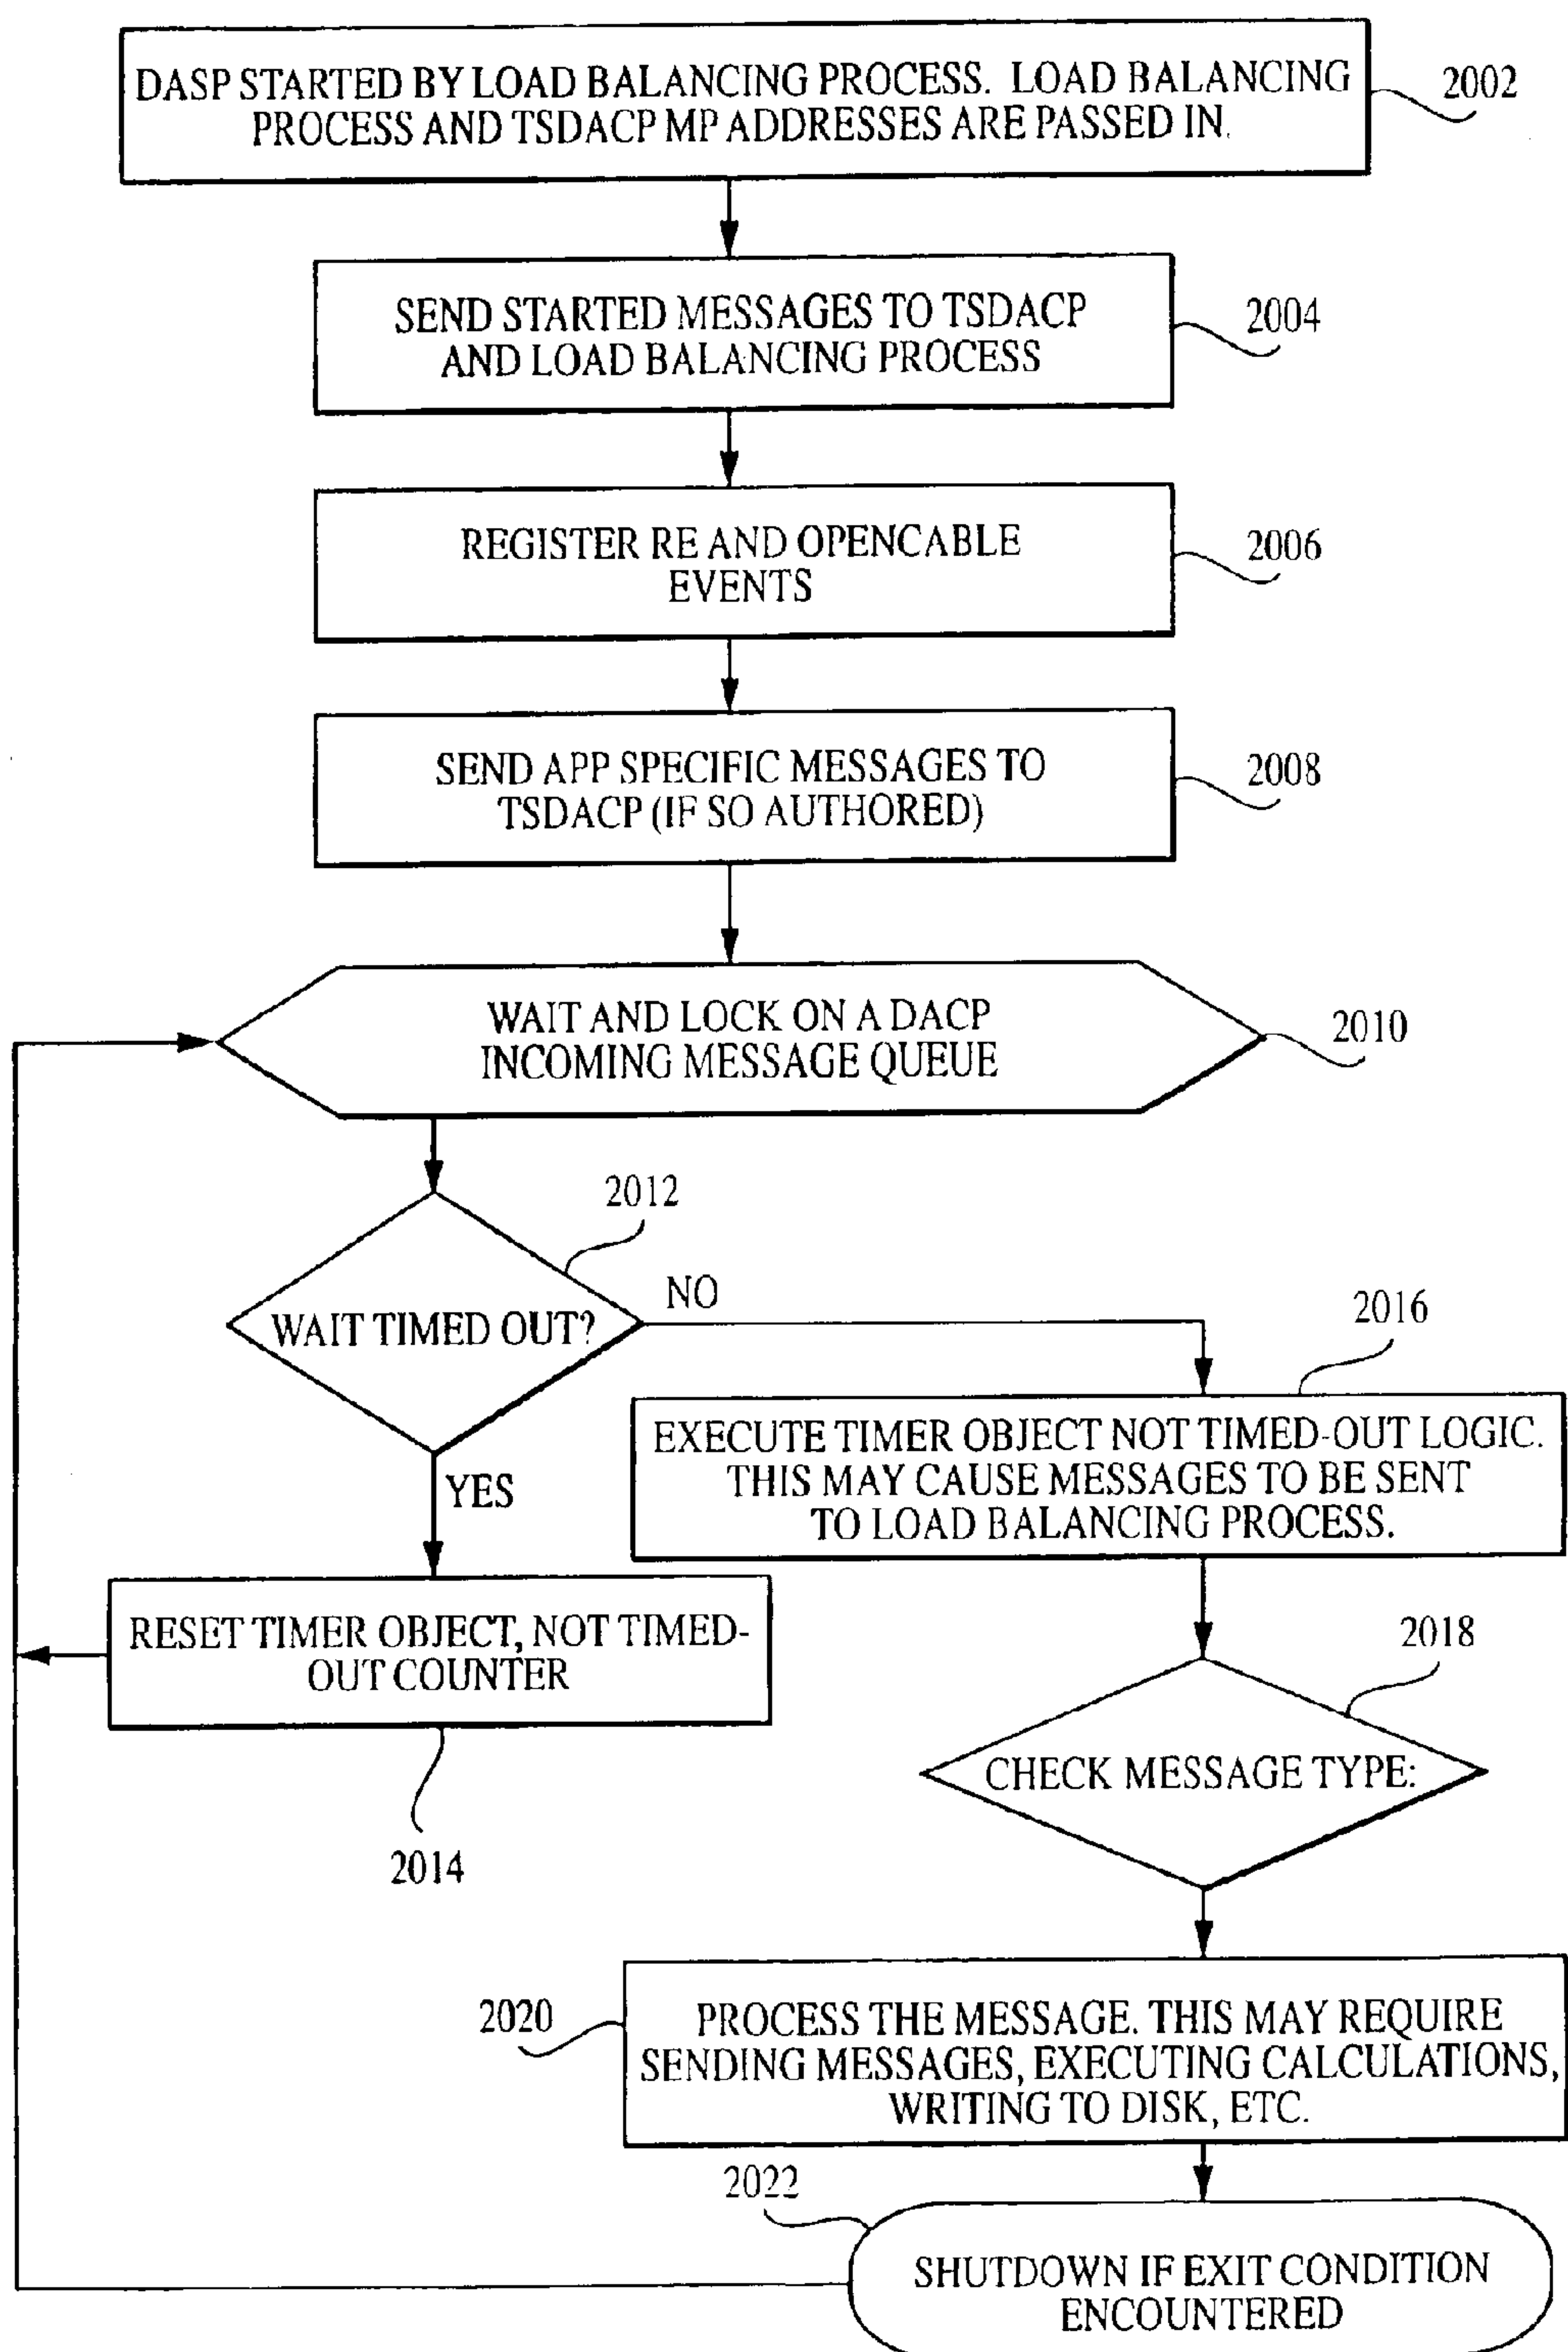 DASP STARTED BY LOAD BALANCING PROCESS. LOAD BALANCING
PROCESS AND TSDACP MP ADDRESSES ARE PASSED IN.
2002
SEND STARTED MESSAGES TO TSDACP
AND LOAD BALANCING PROCESS
2004
REGISTER RE AND OPENCABLE
EVENTS
2006
SEND APP SPECIFIC MESSAGES TO
TSDACP (IF SO AUTHORED)
2008
WAIT AND LOCK ON A DACP
INCOMING MESSAGE QUEUE
2010
2012
WAIT TIMED OUT?
NO
YES
2016
EXECUTE TIMER OBJECT NOT TIMED-OUT LOGIC.
THIS MAY CAUSE MESSAGES TO BE SENT
TO LOAD BALANCING PROCESS.
RESET TIMER OBJECT, NOT TIMED-
OUT COUNTER
2014
2018
CHECK MESSAGE TYPE:
2020
PROCESS THE MESSAGE. THIS MAY REQUIRE
SENDING MESSAGES, EXECUTING CALCULATIONS,
WRITING TO DISK, ETC.
2022
SHUTDOWN IF EXIT CONDITION
ENCOUNTERED